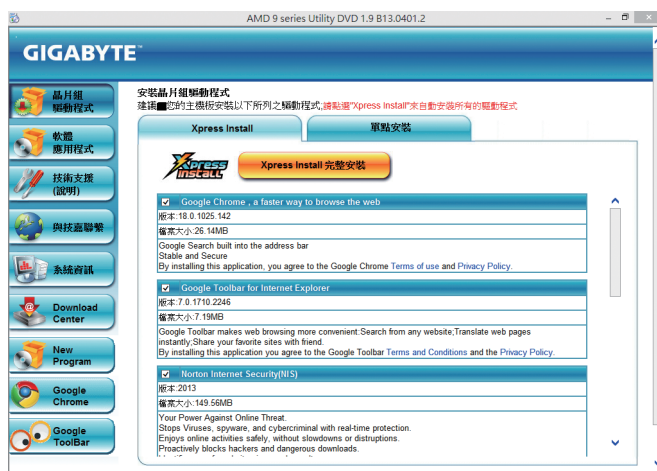 AMD 9 series Utility DVD 1.9 B13.0401.2
GIGABYTE™
晶片組
驅動程式
軟體
應用程式
技術支援
(說明)
與技嘉聯繫
系統資訊
Download
Center
New
Program
Google
Chrome
Google
ToolBar
安裝晶片組驅動程式
建議您的主機板安裝以下所列之驅動程式,請點選"Xpress Install"來自動安裝所有的驅動程式
Xpress Install
單點安裝
Xpress
INSTALL
Xpress Install 完整安裝
Google Chrome , a faster way to browse the web
版本:18.0.1025.142
檔案大小:26.14MB
Google Search built into the address bar
Stable and Secure
By installing this application, you agree to the Google Chrome Terms of use and Privacy Policy.
Google Toolbar for Internet Explorer
版本:7.0.1710.2246
檔案大小:7.19MB
Google Toolbar makes web browsing more convenient:Search from any website;Translate web pages
instantly;Share your favorite sites with friend.
By installing this application you agree to the Google Toolbar Terms and Conditions and the Privacy Policy.
Norton Internet Security(NIS)
版本:2013
檔案大小:149.56MB
Your Power Against Online Threat.
Stops Viruses, spyware, and cybercriminal with real-time protection.
Enjoys online activities safely, without slowdowns or distruptions.
Proactively blocks hackers and dangerous downloads.